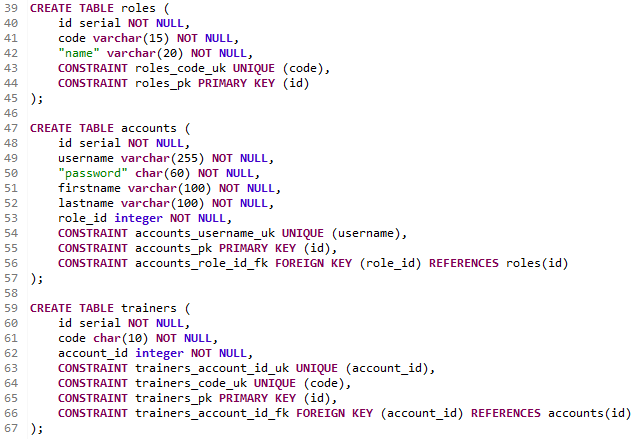 39 CREATE TABLE roles (
40     id serial NOT NULL,
41     code varchar(15) NOT NULL,
42     "name" varchar(20) NOT NULL,
43     CONSTRAINT roles_code_uk UNIQUE (code),
44     CONSTRAINT roles_pk PRIMARY KEY (id)
45 );
46
47 CREATE TABLE accounts (
48     id serial NOT NULL,
49     username varchar(255) NOT NULL,
50     "password" char(60) NOT NULL,
51     firstname varchar(100) NOT NULL,
52     lastname varchar(100) NOT NULL,
53     role_id integer NOT NULL,
54     CONSTRAINT accounts_username_uk UNIQUE (username),
55     CONSTRAINT accounts_pk PRIMARY KEY (id),
56     CONSTRAINT accounts_role_id_fk FOREIGN KEY (role_id) REFERENCES roles(id)
57 );
58
59 CREATE TABLE trainers (
60     id serial NOT NULL,
61     code char(10) NOT NULL,
62     account_id integer NOT NULL,
63     CONSTRAINT trainers_account_id_uk UNIQUE (account_id),
64     CONSTRAINT trainers_code_uk UNIQUE (code),
65     CONSTRAINT trainers_pk PRIMARY KEY (id),
66     CONSTRAINT trainers_account_id_fk FOREIGN KEY (account_id) REFERENCES accounts(id)
67 );